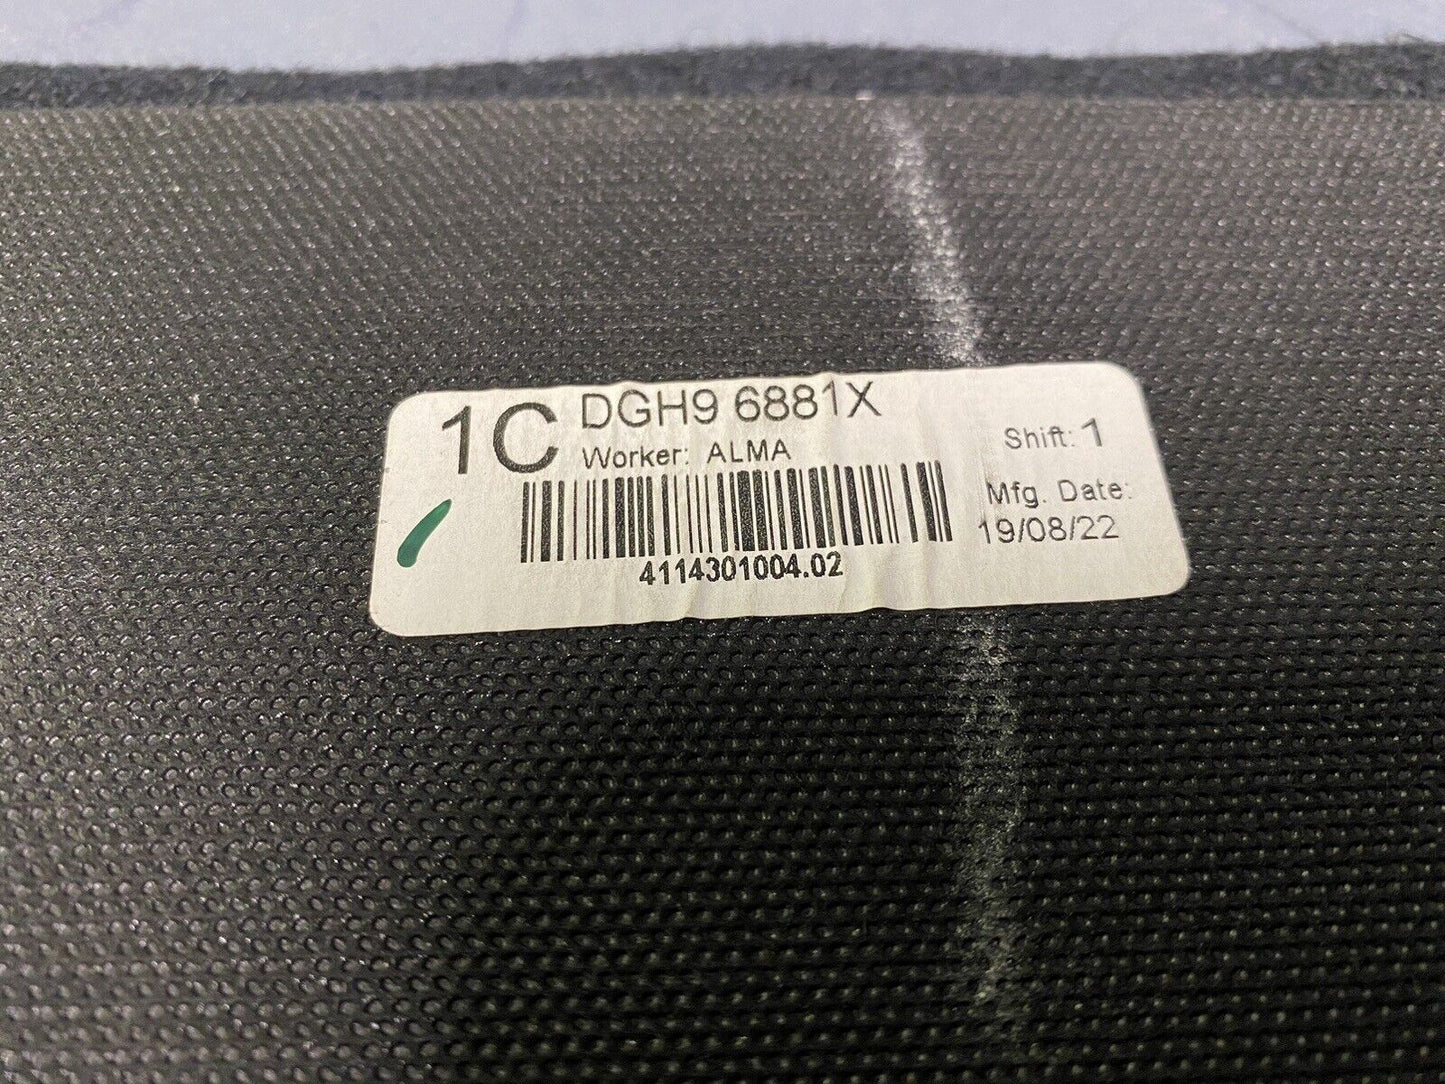 1C DGH9 6881X
Worker: ALMA
Shift: 1
Mfg. Date:
19/08/22
4114301004.02